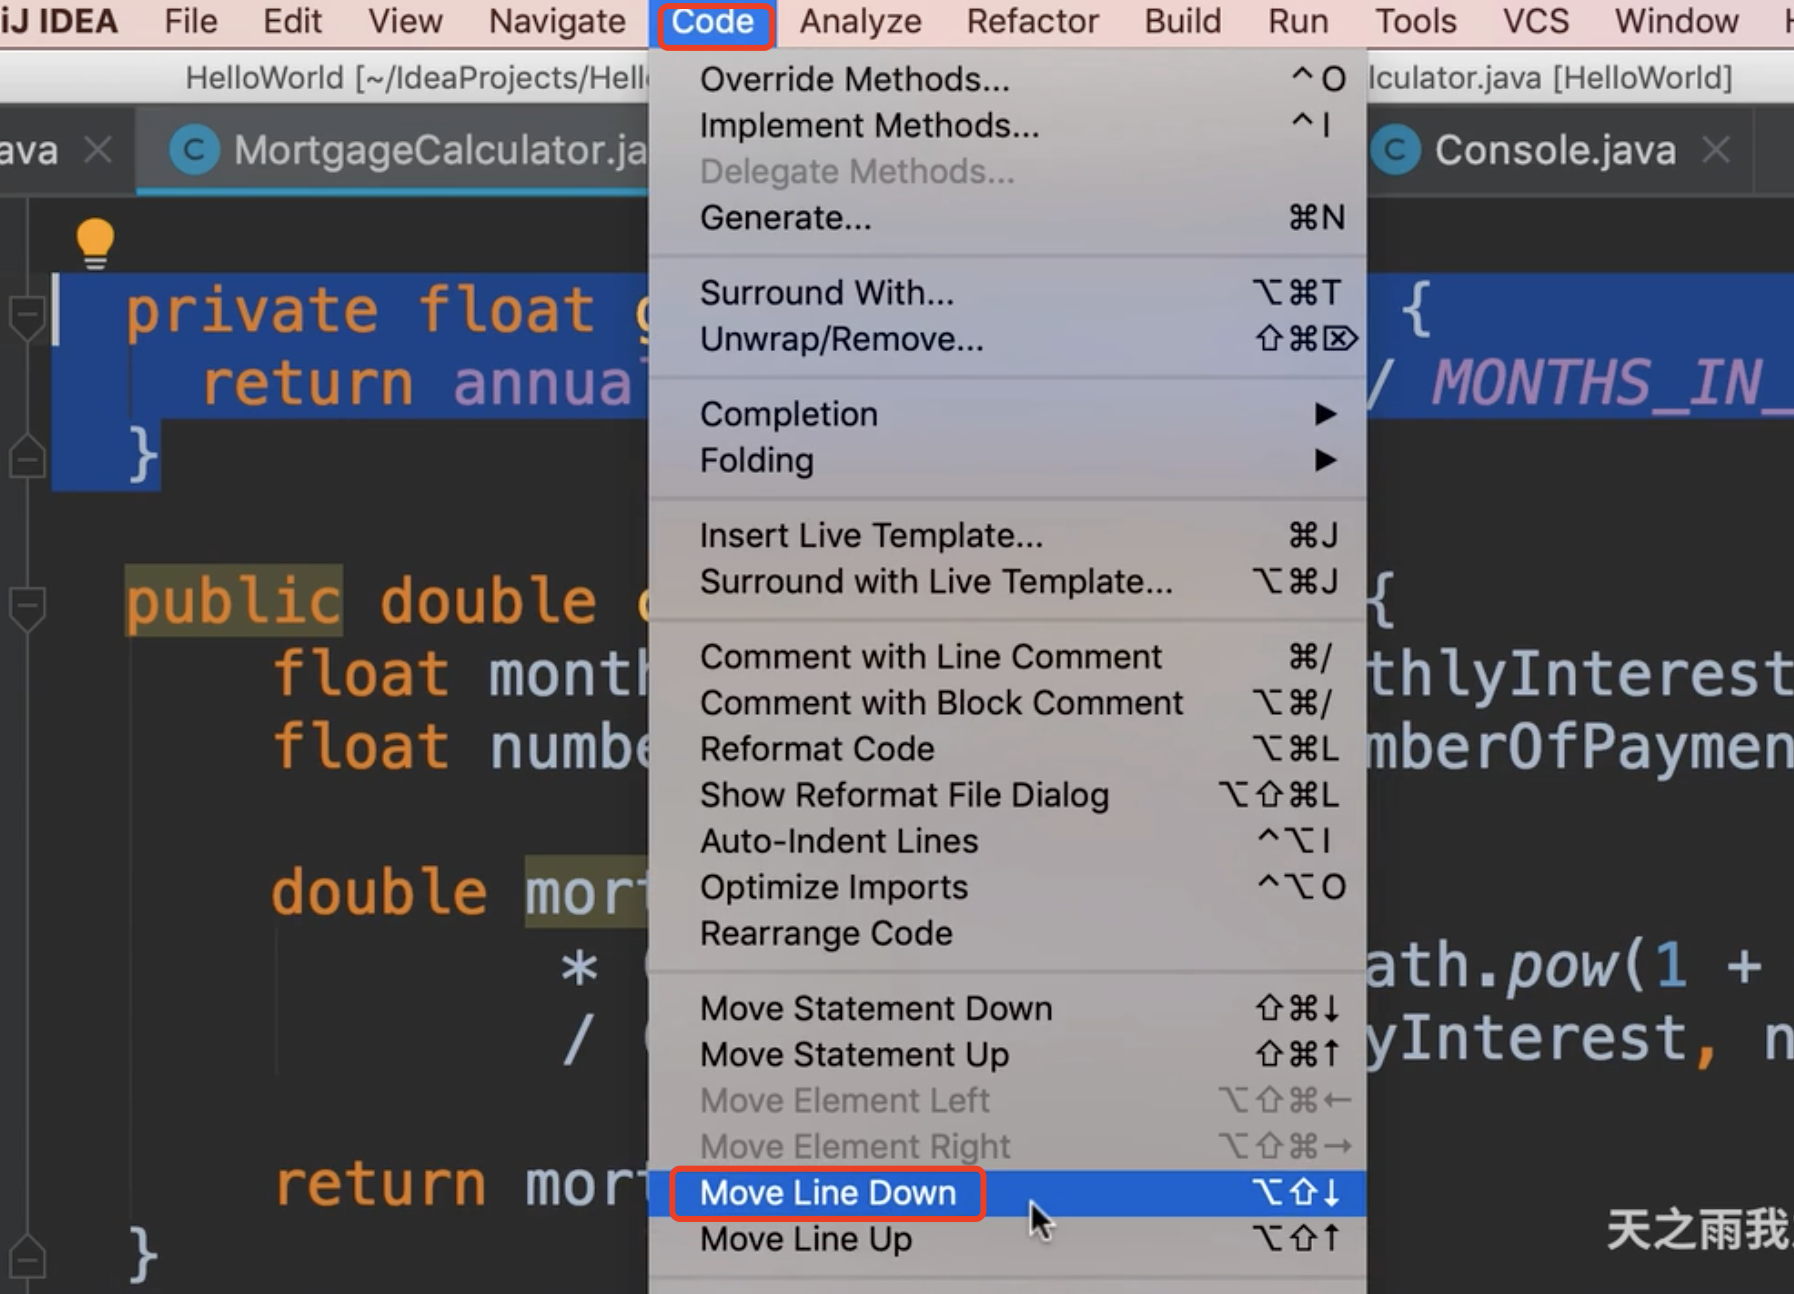 iJ IDEA File Edit View Navigate Code Analyze Refactor Build Run Tools VCS Window
HelloWorld [~/IdeaProjects/Hell lculator.java [HelloWorld]
ava MortgageCalculator.ja Console.java
Override Methods... ^O
Implement Methods... ^I
Delegate Methods...
Generate... ⌘N
Surround With... ⌥⌘T
Unwrap/Remove... ⇧⌘⌦
Completion ▶
Folding ▶
Insert Live Template... ⌘J
Surround with Live Template... ⌥⌘J
Comment with Line Comment ⌘/
Comment with Block Comment ⌥⌘/
Reformat Code ⌥⌘L
Show Reformat File Dialog ⌥⇧⌘L
Auto-Indent Lines ^⌥I
Optimize Imports ^⌥O
Rearrange Code
Move Statement Down ⇧⌘↓
Move Statement Up ⇧⌘↑
Move Element Left ⌥⇧⌘←
Move Element Right ⌥⇧⌘→
Move Line Down ⌥⇧↓
Move Line Up ⌥⇧↑
private float {
return annua / MONTHS_IN_
}
public double {
float month thlyInterest
float numbe mberOfPaymen
double mort
* ath.pow(1 +
/ yInterest, n
return mort
}
天之雨我